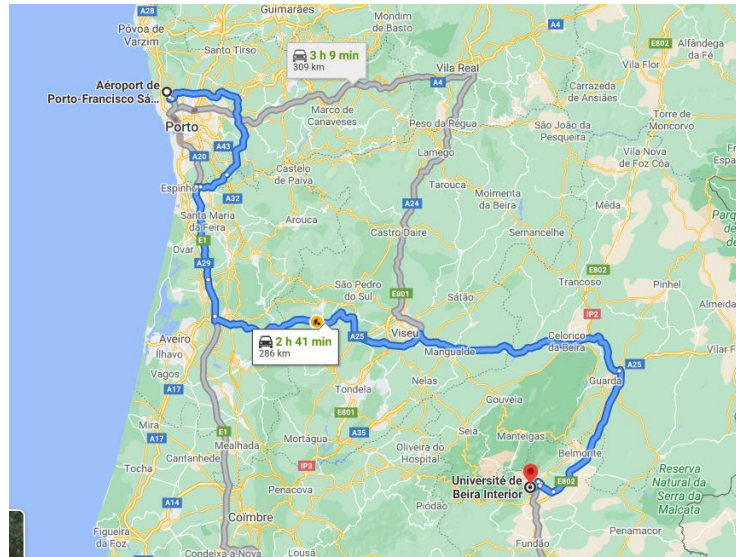 A28
Guimarães
Mondim
de Basto
Póvoa de
Varzim
Santo Tirso
E802
Alfândega
da Fé
3 h 9 min
309 km
Vila Real
Vila Flor
A4
Aéroport de
Porto-Francisco Sá...
Carrazeda
de Ansiães
Marco de
Canaveses
Peso da Régua
Torre de
Moncorvo
Porto
São João da
Pesqueira
A43
Lamego
Vila Nova
de Foz Côa
A20
Castelo
de Paiva
Tarouca
Espinho
A32
Moimenta
da Beira
Santa Maria
da Feira
Arouca
A24
Mêda
E1
Castro Daire
Sernancelhe
Ovar
E802
A29
São Pedro
do Sul
Trancoso
Pinhel
E801
Sátão
Almeida
IP2
Aveiro
Viseu
Celorico
da Beira
Ílhavo
2 h 41 min
286 km
A25
Mangualde
Vilar F
A25
Vagos
Nelas
Guarda
A17
Tondela
Gouveia
E801
Mira
E1
Seia
Manteigas
A35
A17
Mealhada
Mortágua
Oliveira do
Hospital
Belmonte
Cantanhede
IP3
Tocha
Université de
Beira Interior
Reserva
Natural da
Serra da
Malcata
Penacova
E802
A14
Piódão
Coimbra
Penamacor
Figueira
da Foz
Lousã
Fundão
Condeixa-a-Nova